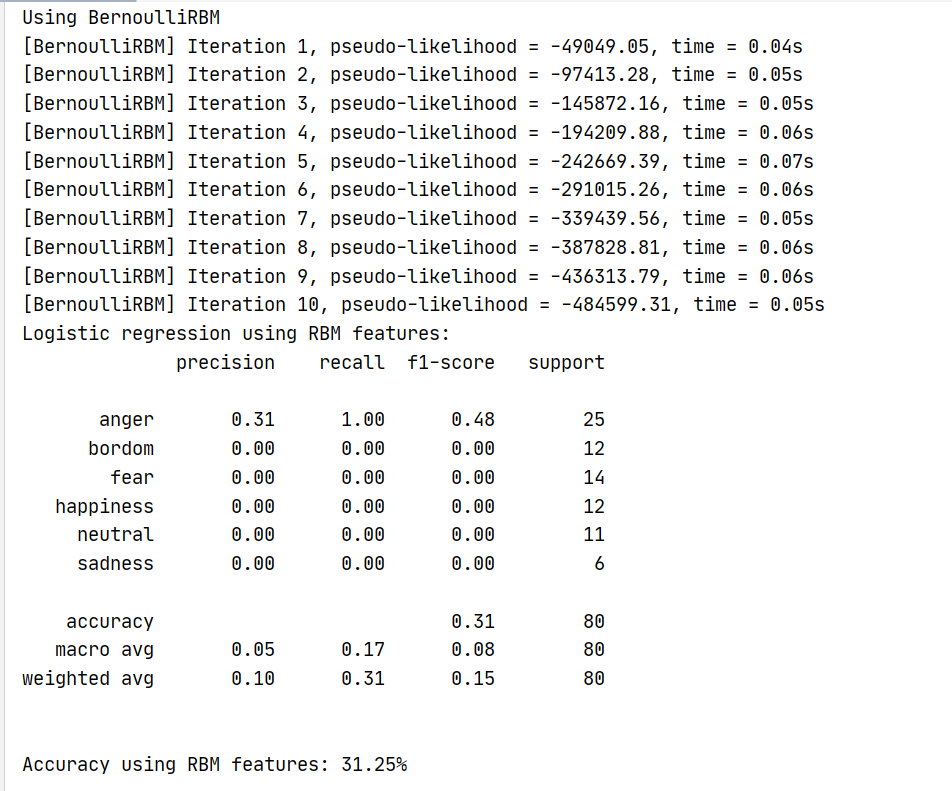 Using BernoulliRBM
[BernoulliRBM] Iteration 1, pseudo-likelihood = -49049.05, time = 0.04s
[BernoulliRBM] Iteration 2, pseudo-likelihood = -97413.28, time = 0.05s
[BernoulliRBM] Iteration 3, pseudo-likelihood = -145872.16, time = 0.05s
[BernoulliRBM] Iteration 4, pseudo-likelihood = -194209.88, time = 0.06s
[BernoulliRBM] Iteration 5, pseudo-likelihood = -242669.39, time = 0.07s
[BernoulliRBM] Iteration 6, pseudo-likelihood = -291015.26, time = 0.06s
[BernoulliRBM] Iteration 7, pseudo-likelihood = -339439.56, time = 0.05s
[BernoulliRBM] Iteration 8, pseudo-likelihood = -387828.81, time = 0.06s
[BernoulliRBM] Iteration 9, pseudo-likelihood = -436313.79, time = 0.06s
[BernoulliRBM] Iteration 10, pseudo-likelihood = -484599.31, time = 0.05s
Logistic regression using RBM features:
precision recall f1-score support
anger 0.31 1.00 0.48 25
bordom 0.00 0.00 0.00 12
fear 0.00 0.00 0.00 14
happiness 0.00 0.00 0.00 12
neutral 0.00 0.00 0.00 11
sadness 0.00 0.00 0.00 6
accuracy 0.31 80
macro avg 0.05 0.17 0.08 80
weighted avg 0.10 0.31 0.15 80
Accuracy using RBM features: 31.25%